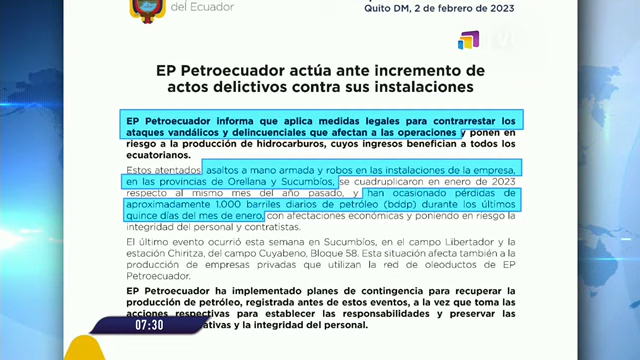 del Ecuador
Quito DM, 2 de febrero de 2023
EP Petroecuador actúa ante incremento de
actos delictivos contra sus instalaciones
EP Petroecuador informa que aplica medidas legales para contrarrestar los
ataques vandálicos y delincuenciales que afectan a las operaciones y ponen en
riesgo a la producción de hidrocarburos, cuyos ingresos benefician a todos los
ecuatorianos.
Estos atentados, asaltos a mano armada y robos en las instalaciones de la empresa,
en las provincias de Orellana y Sucumbíos, se cuadruplicaron en enero de 2023
respecto al mismo mes del año pasado, y han ocasionado pérdidas de
aproximadamente 1.000 barriles diarios de petróleo (bddp) durante los últimos
quince días del mes de enero, con afectaciones económicas y poniendo en riesgo la
integridad del personal y contratistas.
El último evento ocurrió esta semana en Sucumbíos, en el campo Libertador y la
estación Chiritza, del campo Cuyabeno, Bloque 58. Esta situación afecta también a la
producción de empresas privadas que utilizan la red de oleoductos de EP
Petroecuador.
EP Petroecuador ha implementado planes de contingencia para recuperar la
producción de petróleo, registrada antes de estos eventos, a la vez que toma las
acciones respectivas para establecer las responsabilidades y preservar las
ativas y la integridad del personal.
07:30